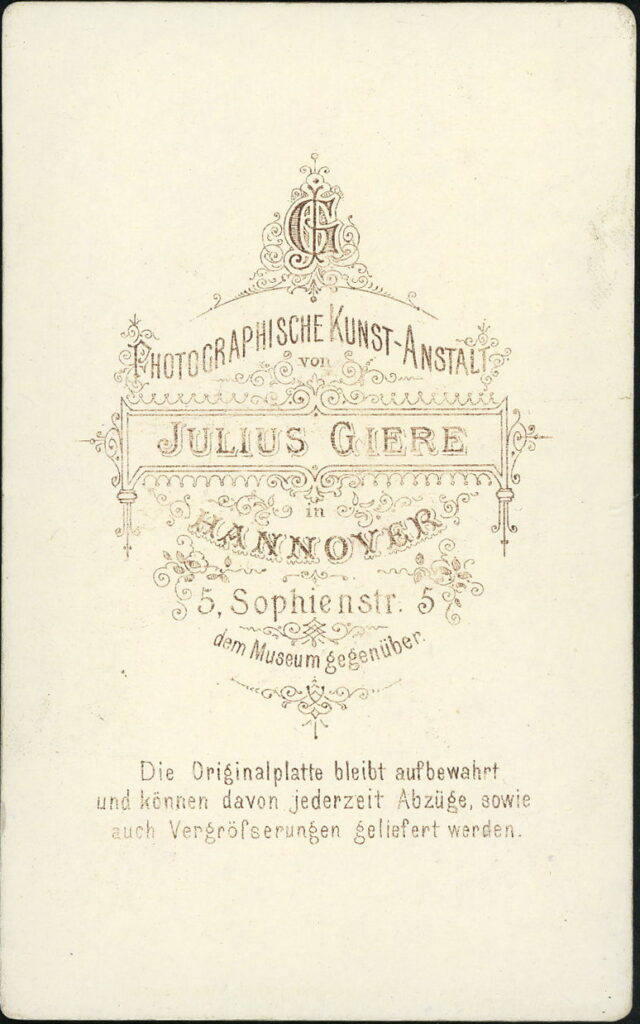 JG
PHOTOGRAPHISCHE KUNST-ANSTALT
von
JULIUS GIERE
in
HANNOVER
5, Sophienstr. 5
dem Museum gegenüber.
Die Originalplatte bleibt aufbewahrt
und können davon jederzeit Abzüge, sowie
auch Vergröſserungen geliefert werden.